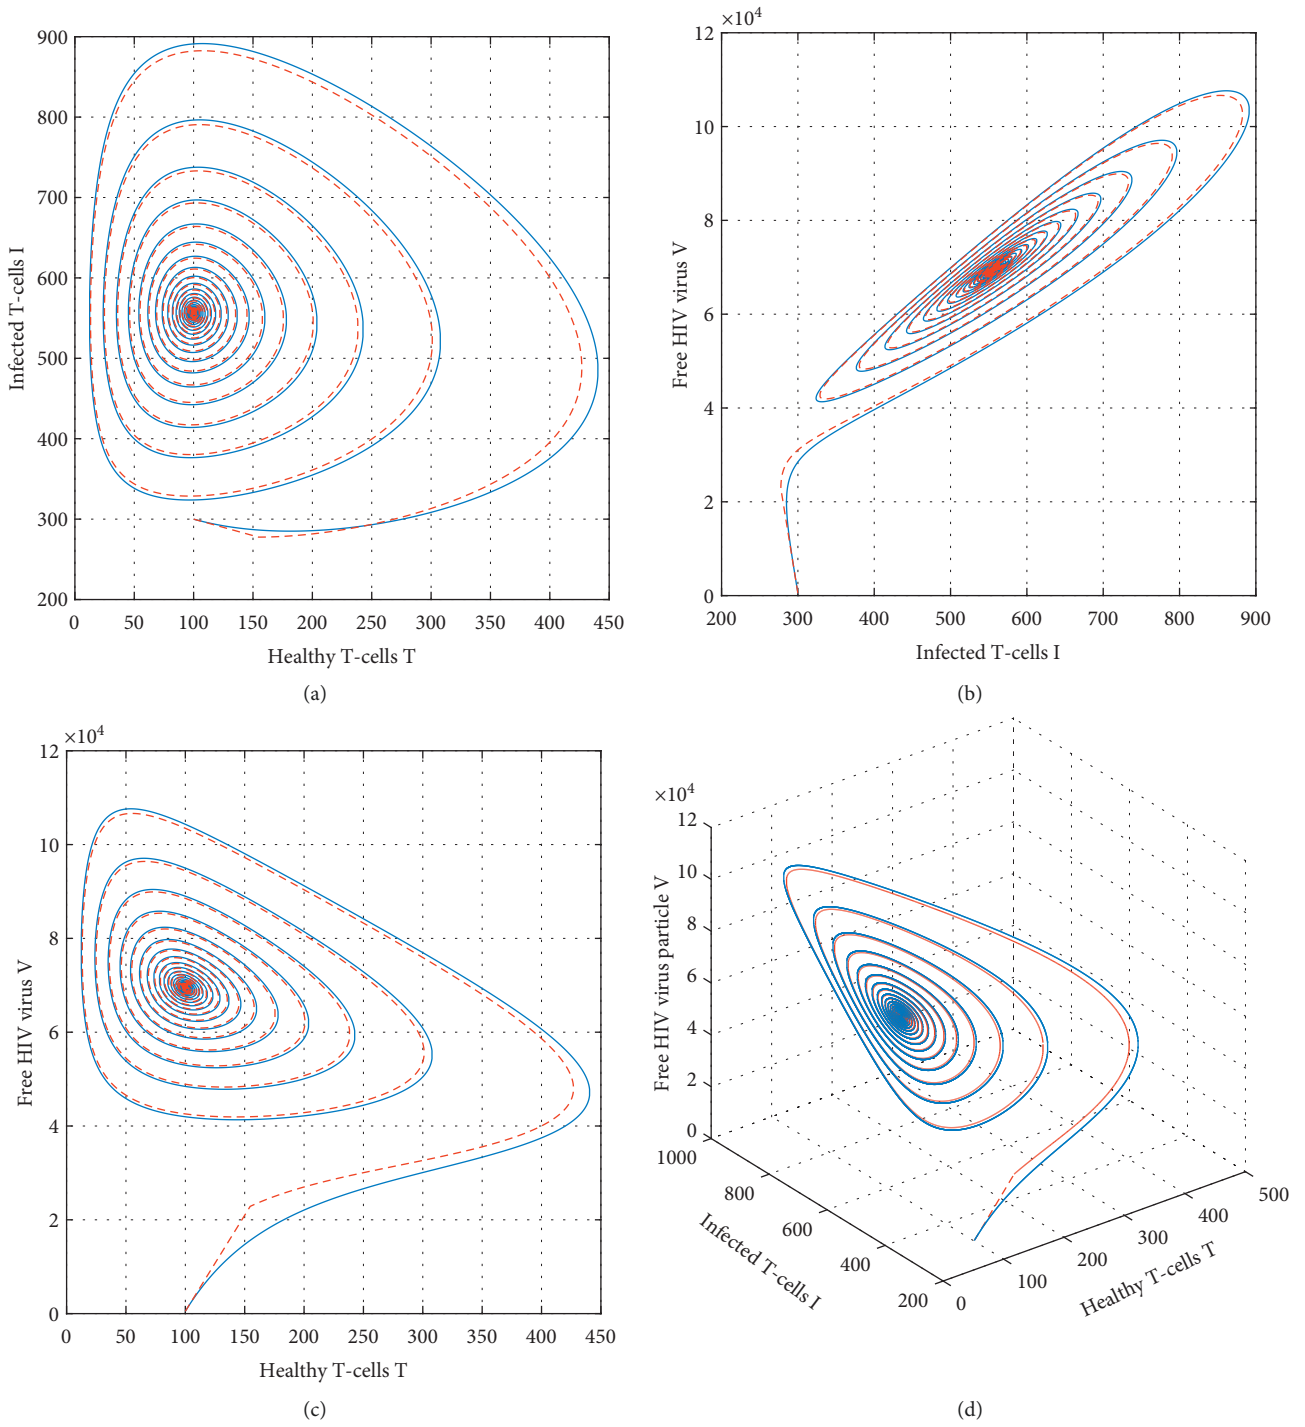 900
800
700
600
500
400
300
200
Infected T-cells I
0 50 100 150 200 250 300 350 400 450
Healthy T-cells T
(a)
×10⁴
12
10
8
6
4
2
0
Free HIV virus V
200 300 400 500 600 700 800 900
Infected T-cells I
(b)
×10⁴
12
10
8
6
4
2
0
Free HIV virus V
0 50 100 150 200 250 300 350 400 450
Healthy T-cells T
(c)
×10⁴
12
10
8
6
4
2
0
Free HIV virus particle V
1000 800 600 400 200
Infected T-cells I
0 100 200 300 400 500
Healthy T-cells T
(d)